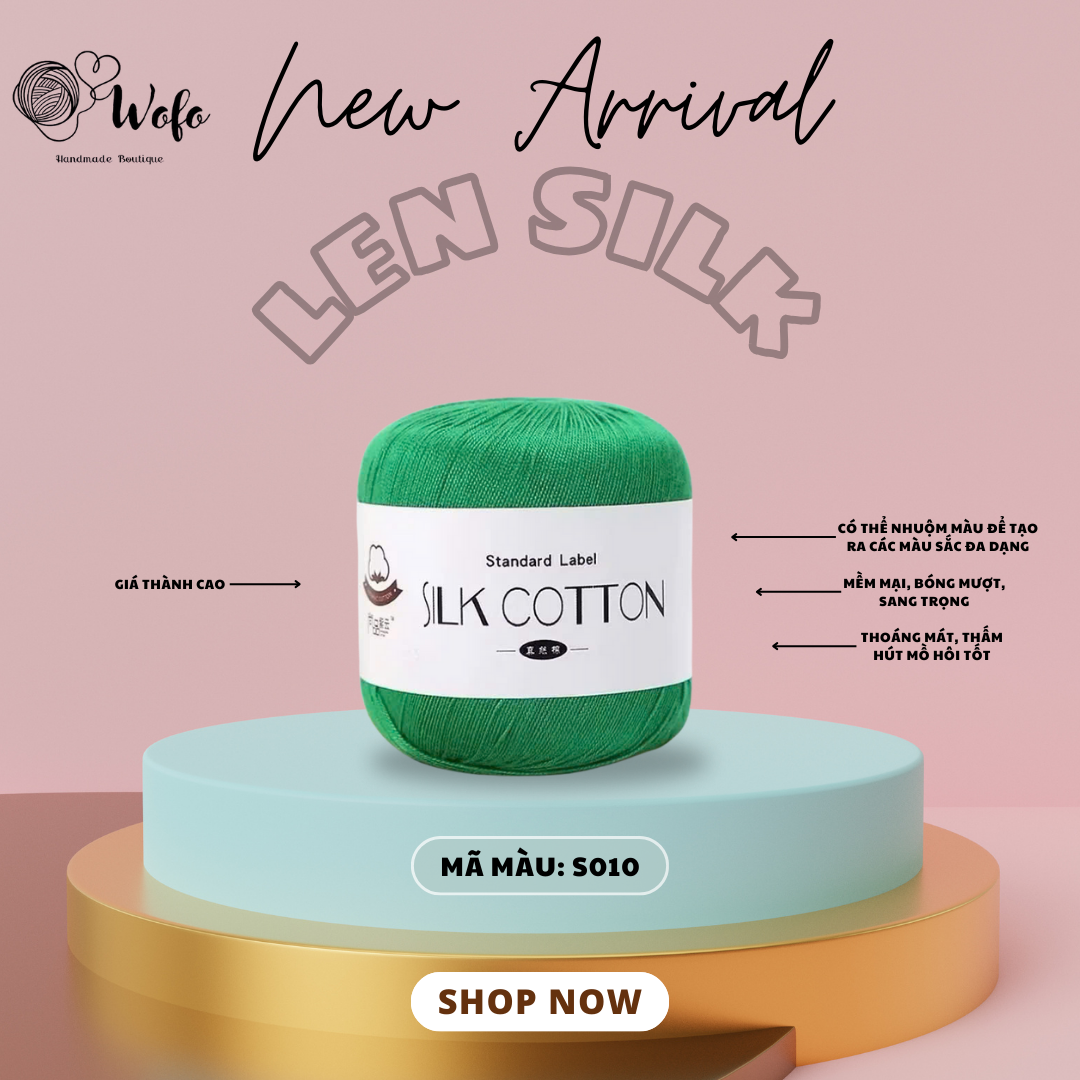 Wofo
Handmade Boutique
New Arrival
LEN SILK
Standard Label
SILK COTTON
GIÁ THÀNH CAO
CÓ THỂ NHUỘM MÀU ĐỂ TẠO
RA CÁC MÀU SẮC ĐA DẠNG
MỀM MẠI, BÓNG MƯỢT,
SANG TRỌNG
THOÁNG MÁT, THẤM
HÚT MỒ HÔI TỐT
MÃ MÀU: S010
SHOP NOW